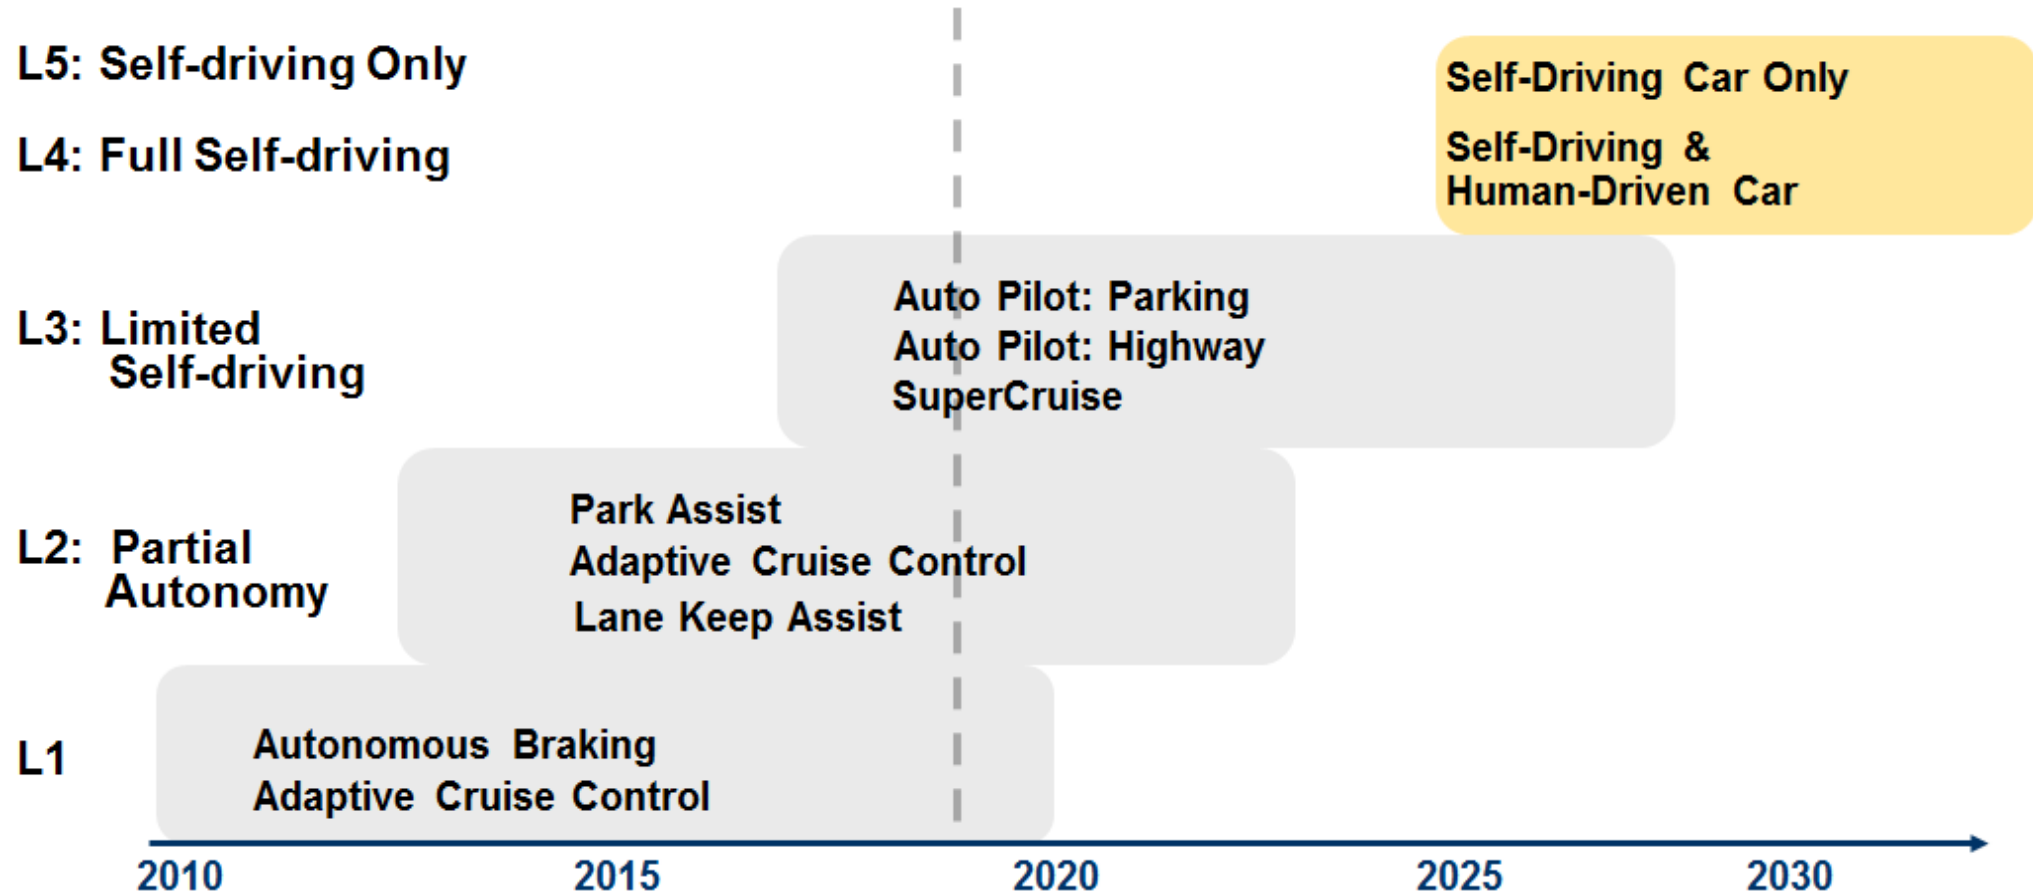 L5: Self-driving Only
Self-Driving Car Only
L4: Full Self-driving
Self-Driving &
Human-Driven Car
L3: Limited
Self-driving
Auto Pilot: Parking
Auto Pilot: Highway
SuperCruise
L2: Partial
Autonomy
Park Assist
Adaptive Cruise Control
Lane Keep Assist
L1
Autonomous Braking
Adaptive Cruise Control
2010 2015 2020 2025 2030